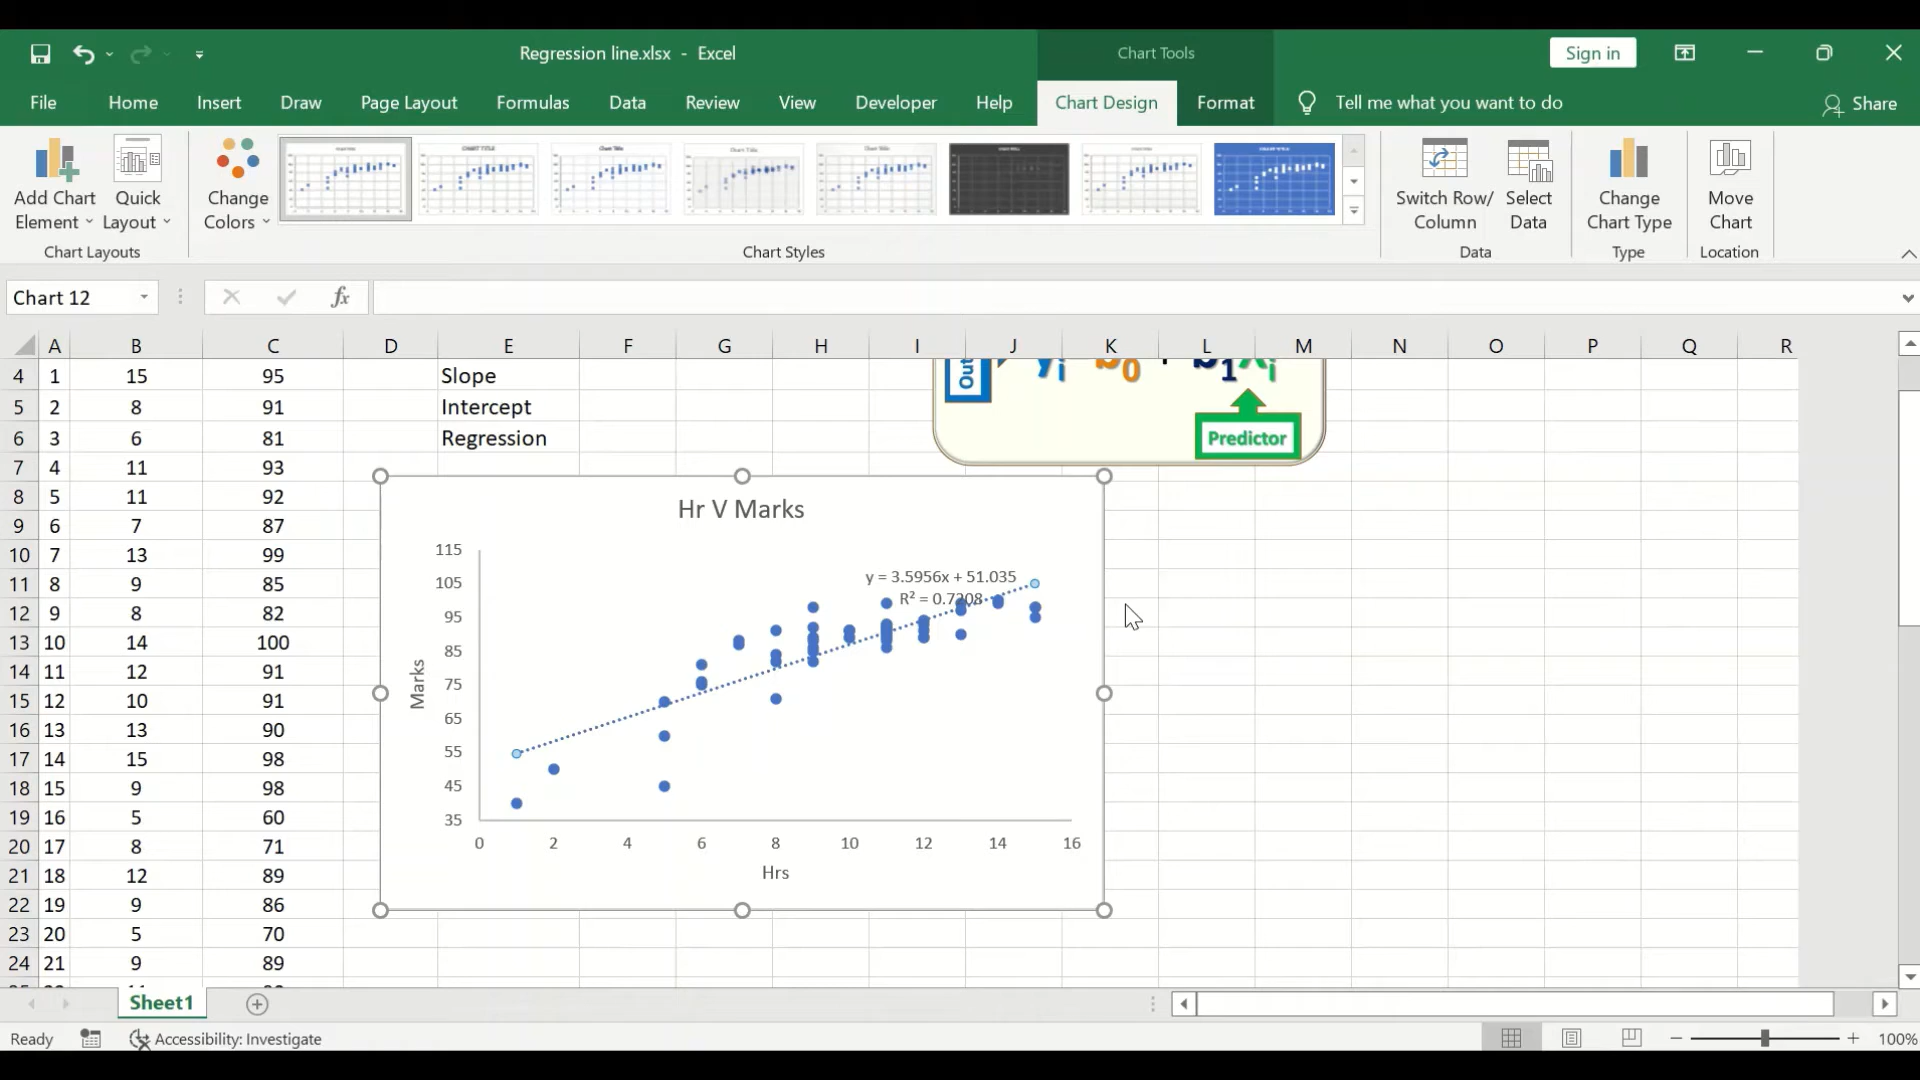 Regression line.xlsx - Excel
Chart Tools
Sign in
File Home Insert Draw Page Layout Formulas Data Review View Developer Help Chart Design Format Tell me what you want to do Share
Add Chart Element
Quick Layout
Change Colors
Switch Row/ Column
Select Data
Change Chart Type
Move Chart
Chart Layouts
Chart Styles
Data
Type
Location
Chart 12
fx
A B C D E F G H I J K L M N O P Q R
4 1 15 95 Slope
5 2 8 91 Intercept
6 3 6 81 Regression
7 4 11 93
8 5 11 92
9 6 7 87
10 7 13 99
11 8 9 85
12 9 8 82
13 10 14 100
14 11 12 91
15 12 10 91
16 13 13 90
17 14 15 98
18 15 9 98
19 16 5 60
20 17 8 71
21 18 12 89
22 19 9 86
23 20 5 70
24 21 9 89
Out
yi b0 + b1Xi
Predictor
Hr V Marks
115
105
95
85
75
65
55
45
35
y = 3.5956x + 51.035
R² = 0.7208
Marks
0 2 4 6 8 10 12 14 16
Hrs
Sheet1
Ready
Accessibility: Investigate
100%